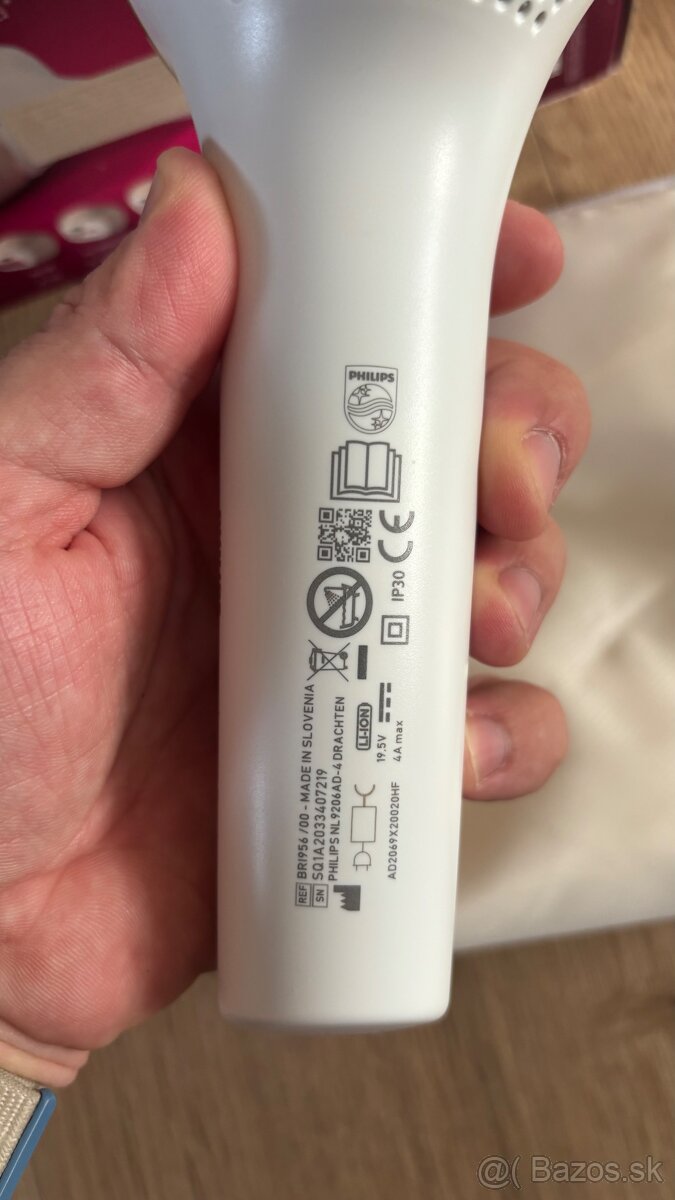 PHILIPS
CE
IP30
REF BRI956 /00 - MADE IN SLOVENIA
SN SQ1A2033407219
PHILIPS NL9206AD-4 DRACHTEN
LI-ION
19.5V
4A max
AD2069X20020HF
@( Bazos.sk